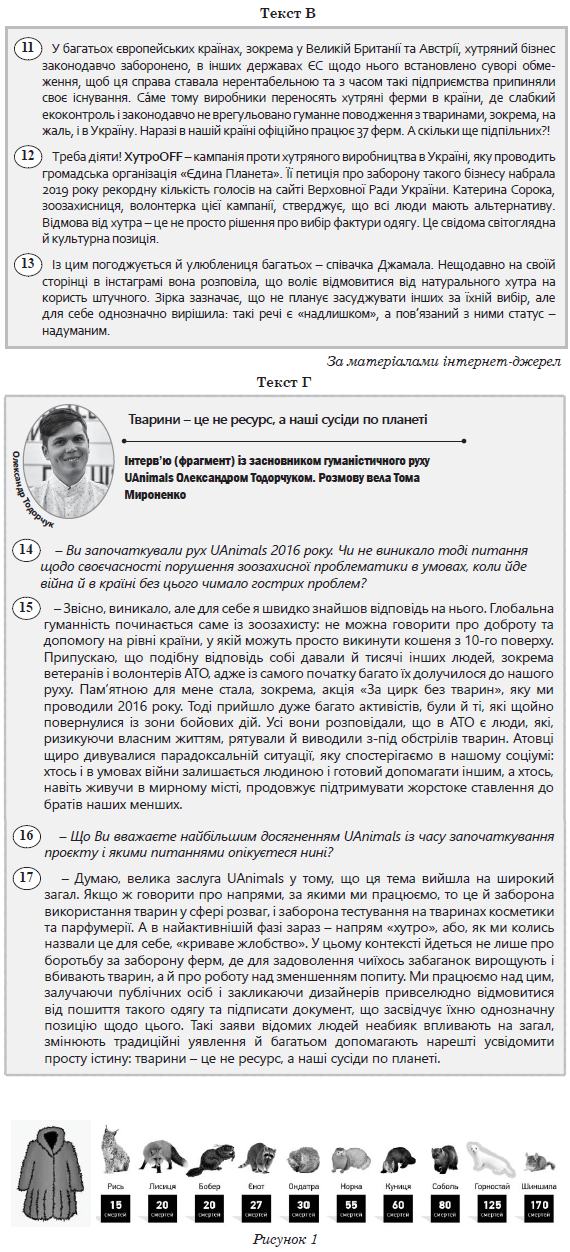 Текст В
11 У багатьох європейських країнах, зокрема у Великій Британії та Австрії, хутряний бізнес
законодавчо заборонено, в інших державах ЄС щодо нього встановлено суворі обме-
ження, щоб ця справа ставала нерентабельною та з часом такі підприємства припиняли
своє існування. Са́ме тому виробники переносять хутряні ферми в країни, де слабкий
екоконтроль і законодавчо не врегульовано гуманне поводження з тваринами, зокрема, на
жаль, і в Україну. Наразі в нашій країні офіційно працює 37 ферм. А скільки ще підпільних?!
12 Треба діяти! ХутроOFF – кампанія проти хутряного виробництва в Україні, яку проводить
громадська організація «Єдина Планета». Її петиція про заборону такого бізнесу набрала
2019 року рекордну кількість голосів на сайті Верховної Ради України. Катерина Сорока,
зоозахисниця, волонтерка цієї кампанії, стверджує, що всі люди мають альтернативу.
Відмова від хутра – це не просто рішення про вибір фактури одягу. Це свідома світоглядна
й культурна позиція.
13 Із цим погоджується й улюблениця багатьох – співачка Джамала. Нещодавно на своїй
сторінці в інстаграмі вона розповіла, що воліє відмовитися від натурального хутра на
користь штучного. Зірка зазначає, що не планує засуджувати інших за їхній вибір, але
для себе однозначно вирішила: такі речі є «надлишком», а пов’язаний з ними статус –
надуманим.
За матеріалами інтернет-джерел
Текст Г
Тварини – це не ресурс, а наші сусіди по планеті
Олександр Тодорчук
Інтерв’ю (фрагмент) із засновником гуманістичного руху
UAnimals Олександром Тодорчуком. Розмову вела Тома
Мироненко
14 – Ви започаткували рух UAnimals 2016 року. Чи не виникало тоді питання
щодо своєчасності порушення зоозахисної проблематики в умовах, коли йде
війна й в країні без цього чимало гострих проблем?
15 – Звісно, виникало, але для себе я швидко знайшов відповідь на нього. Глобальна
гуманність починається саме із зоозахисту: не можна говорити про доброту та
допомогу на рівні країни, у якій можуть просто викинути кошеня з 10-го поверху.
Припускаю, що подібну відповідь собі давали й тисячі інших людей, зокрема
ветеранів і волонтерів АТО, адже із самого початку багато їх долучилося до нашого
руху. Пам’ятною для мене стала, зокрема, акція «За цирк без тварин», яку ми
проводили 2016 року. Тоді прийшло дуже багато активістів, були й ті, які щойно
повернулися із зони бойових дій. Усі вони розповідали, що в АТО є люди, які,
ризикуючи власним життям, рятували й виводили з-під обстрілів тварин. Атовці
щиро дивувалися парадоксальній ситуації, яку спостерігаємо в нашому соціумі:
хтось і в умовах війни залишається людиною і готовий допомагати іншим, а хтось,
навіть живучи в мирному місті, продовжує підтримувати жорстоке ставлення до
братів наших менших.
16 – Що Ви вважаєте найбільшим досягненням UAnimals із часу започаткування
проєкту і якими питаннями опікуєтеся нині?
17 – Думаю, велика заслуга UAnimals у тому, що ця тема вийшла на широкий
загал. Якщо ж говорити про напрями, за якими ми працюємо, то це й заборона
використання тварин у сфері розваг, і заборона тестування на тваринах косметики
та парфумерії. А в найактивнішій фазі зараз – напрям «хутро», або, як ми колись
назвали це для себе, «криваве жлобство». У цьому контексті йдеться не лише про
боротьбу за заборону ферм, де для задоволення чиїхось забаганок вирощують і
вбивають тварин, а й про роботу над зменшенням попиту. Ми працюємо над цим,
залучаючи публічних осіб і закликаючи дизайнерів привселюдно відмовитися
від пошиття такого одягу та підписати документ, що засвідчує їхню однозначну
позицію щодо цього. Такі заяви відомих людей неабияк впливають на загал,
змінюють традиційні уявлення й багатьом допомагають нарешті усвідомити
просту істину: тварини – це не ресурс, а наші сусіди по планеті.
Рись Лисиця Бобер Єнот Ондатра Норка Куниця Соболь Горностай Шиншила
15 20 20 27 30 55 60 80 125 170
смертей смертей смертей смертей смертей смертей смертей смертей смертей смертей
Рисунок 1